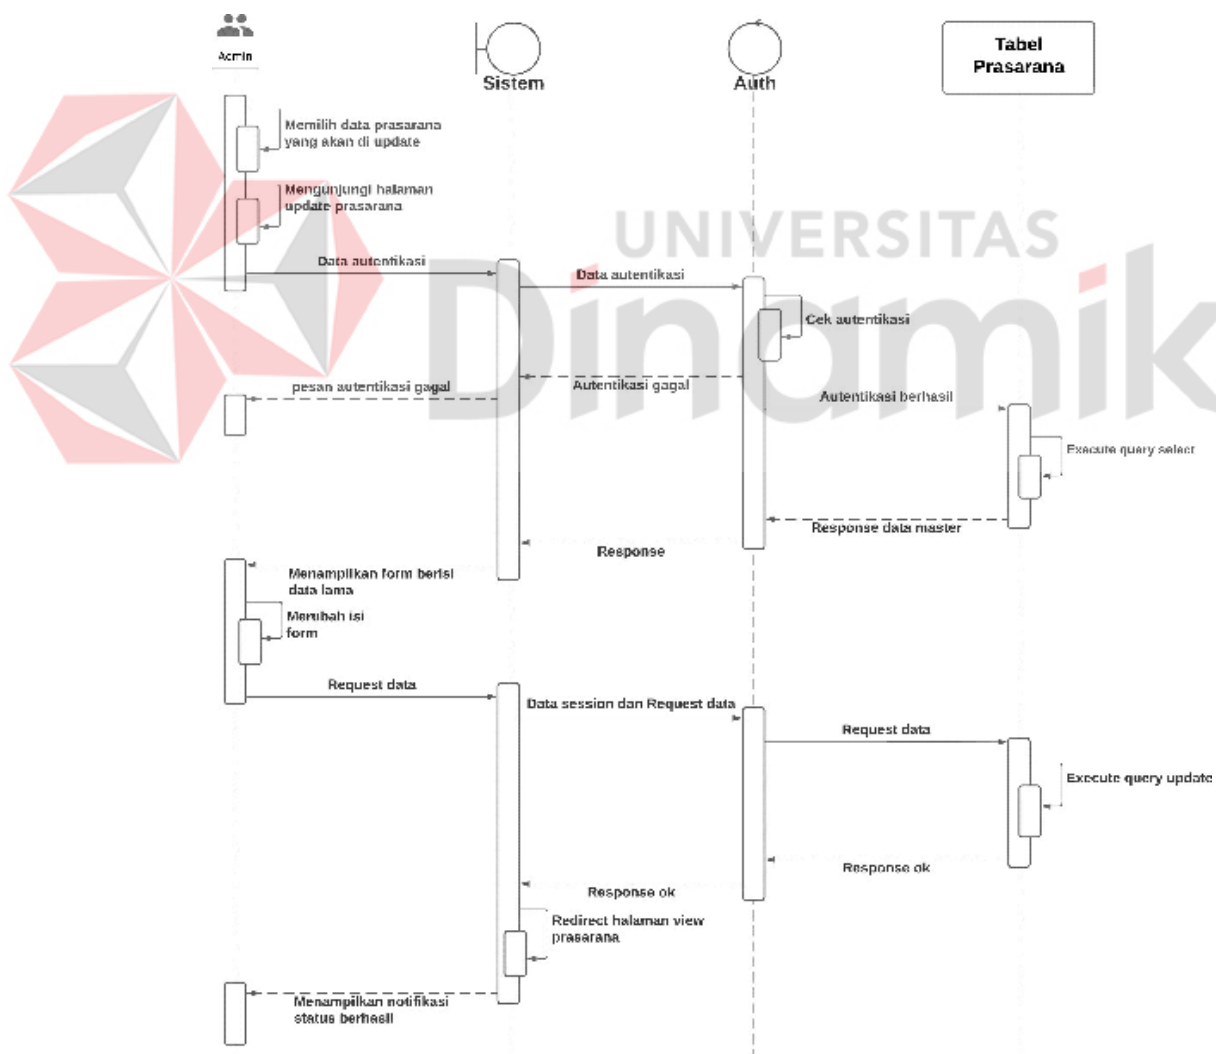 Admin
Sistem
Auth
Tabel
Prasarana
Memilih data prasarana
yang akan di update
Mengunjungi halaman
update prasarana
UNIVERSITAS
Dinamika
Data autentikasi
Data autentikasi
Cek autentikasi
pesan autentikasi gagal
Autentikasi gagal
Autentikasi berhasil
Execute query select
Response data master
Response
Menampilkan form berisi
data lama
Merubah isi
form
Request data
Data session dan Request data
Request data
Execute query update
Response ok
Response ok
Redirect halaman view
prasarana
Menampilkan notifikasi
status berhasil